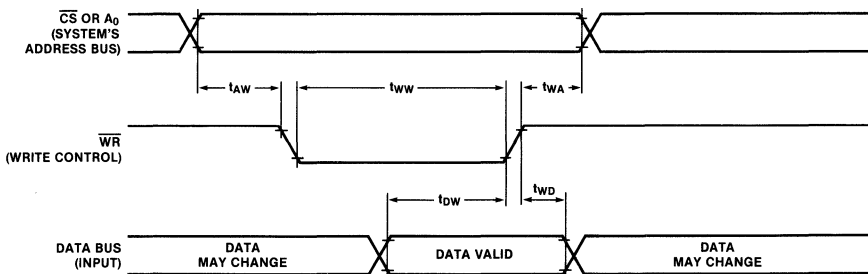 CS OR A0
(SYSTEM'S
ADDRESS BUS)
tAW
tWW
tWA
WR
(WRITE CONTROL)
tDW
tWD
DATA BUS
(INPUT)
DATA
MAY CHANGE
DATA VALID
DATA
MAY CHANGE